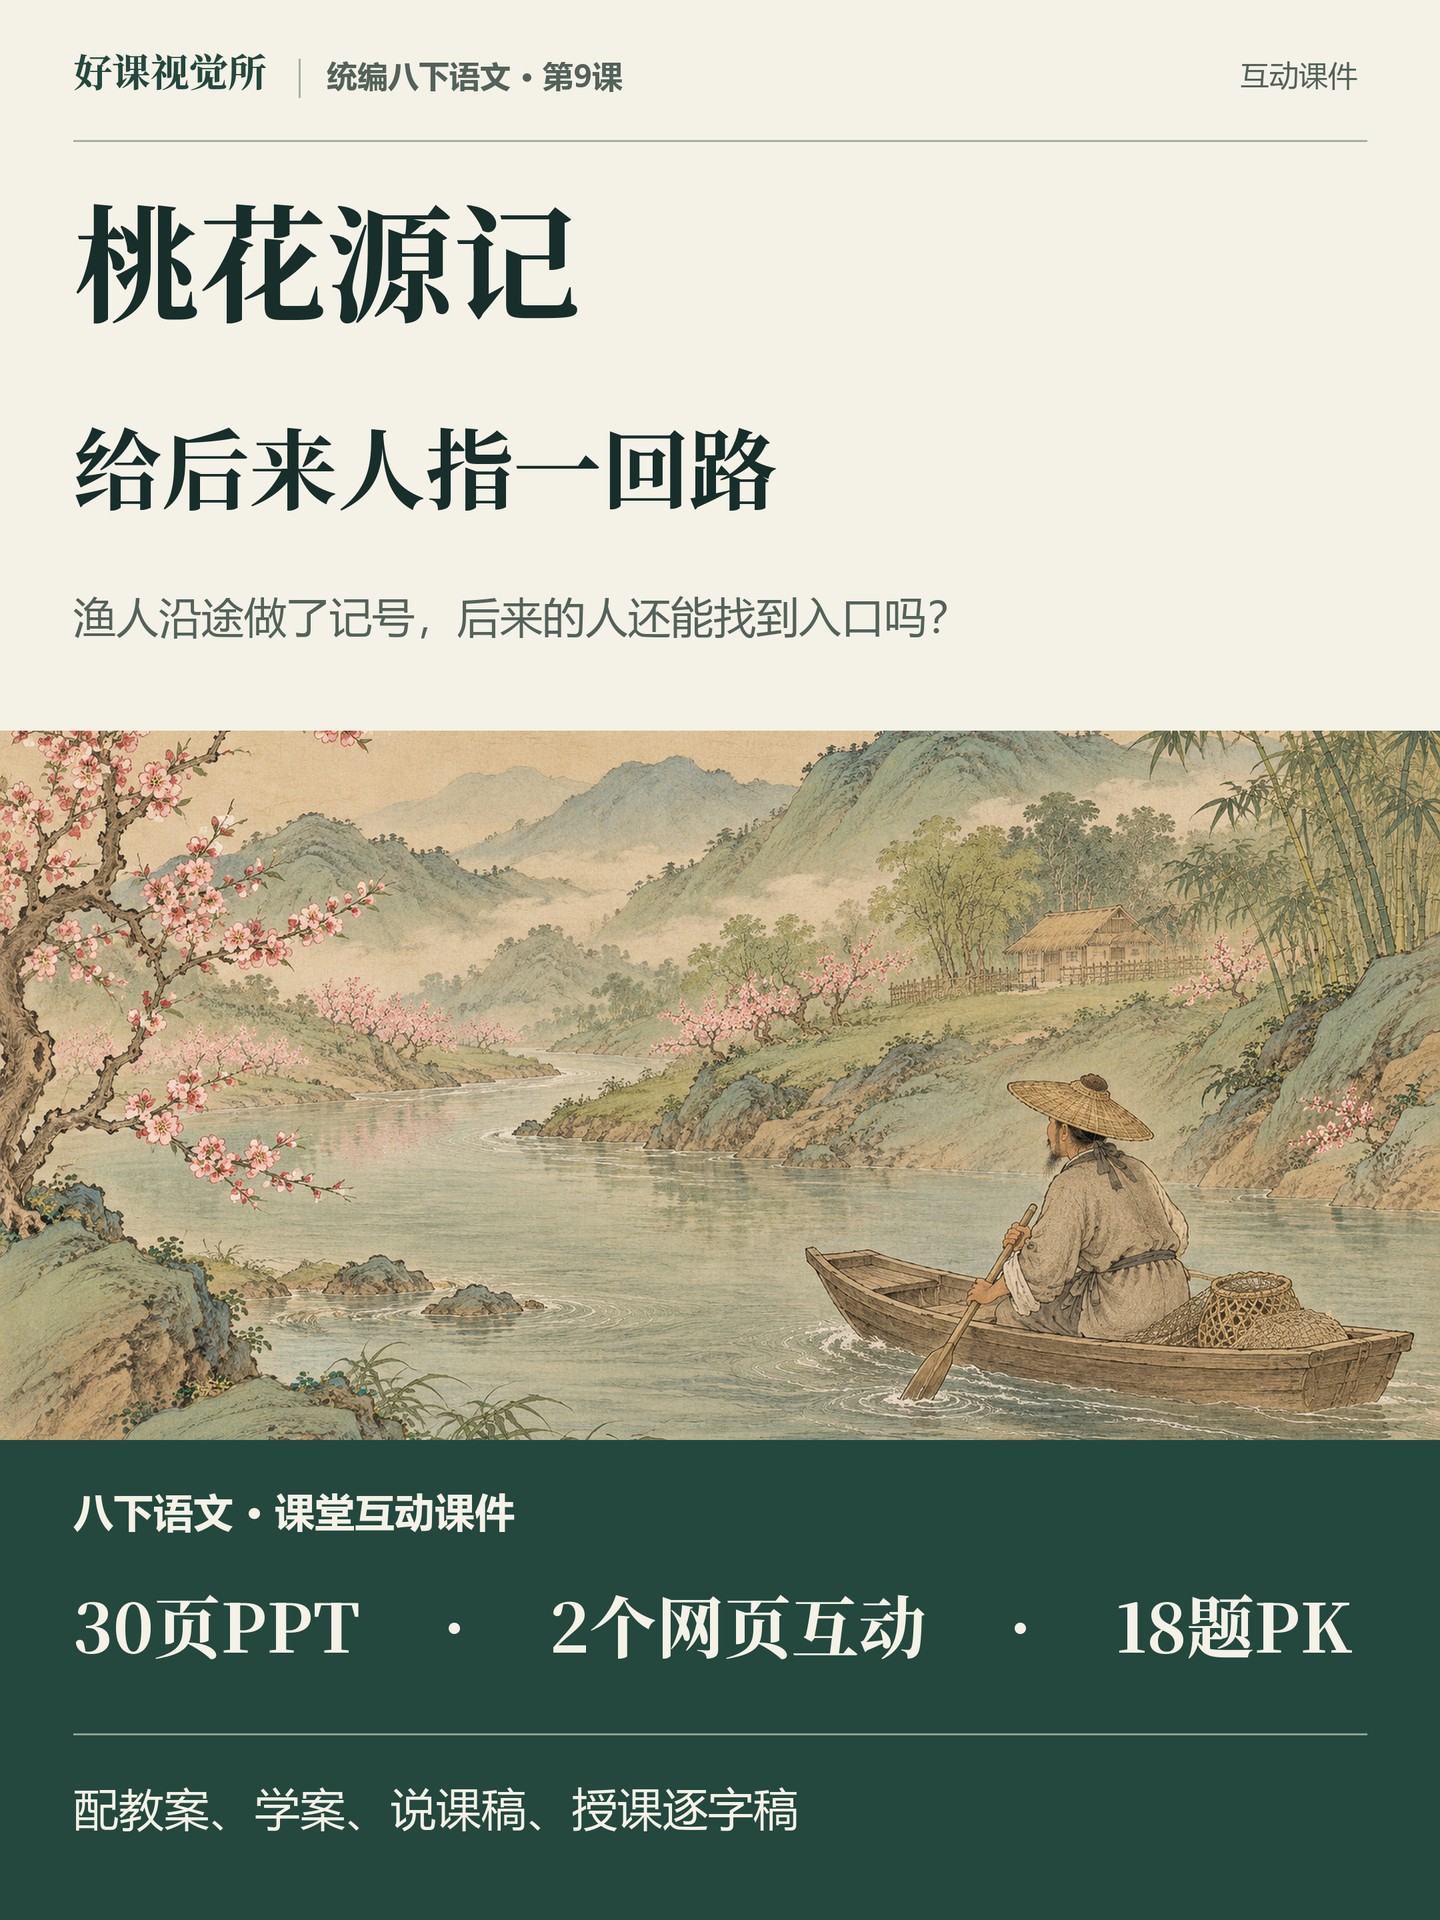 好课视觉所 | 统编八下语文·第9课 互动课件
桃花源记
给后来人指一回路
渔人沿途做了记号，后来的人还能找到入口吗？
八下语文·课堂互动课件
30页PPT · 2个网页互动 · 18题PK
配教案、学案、说课稿、授课逐字稿